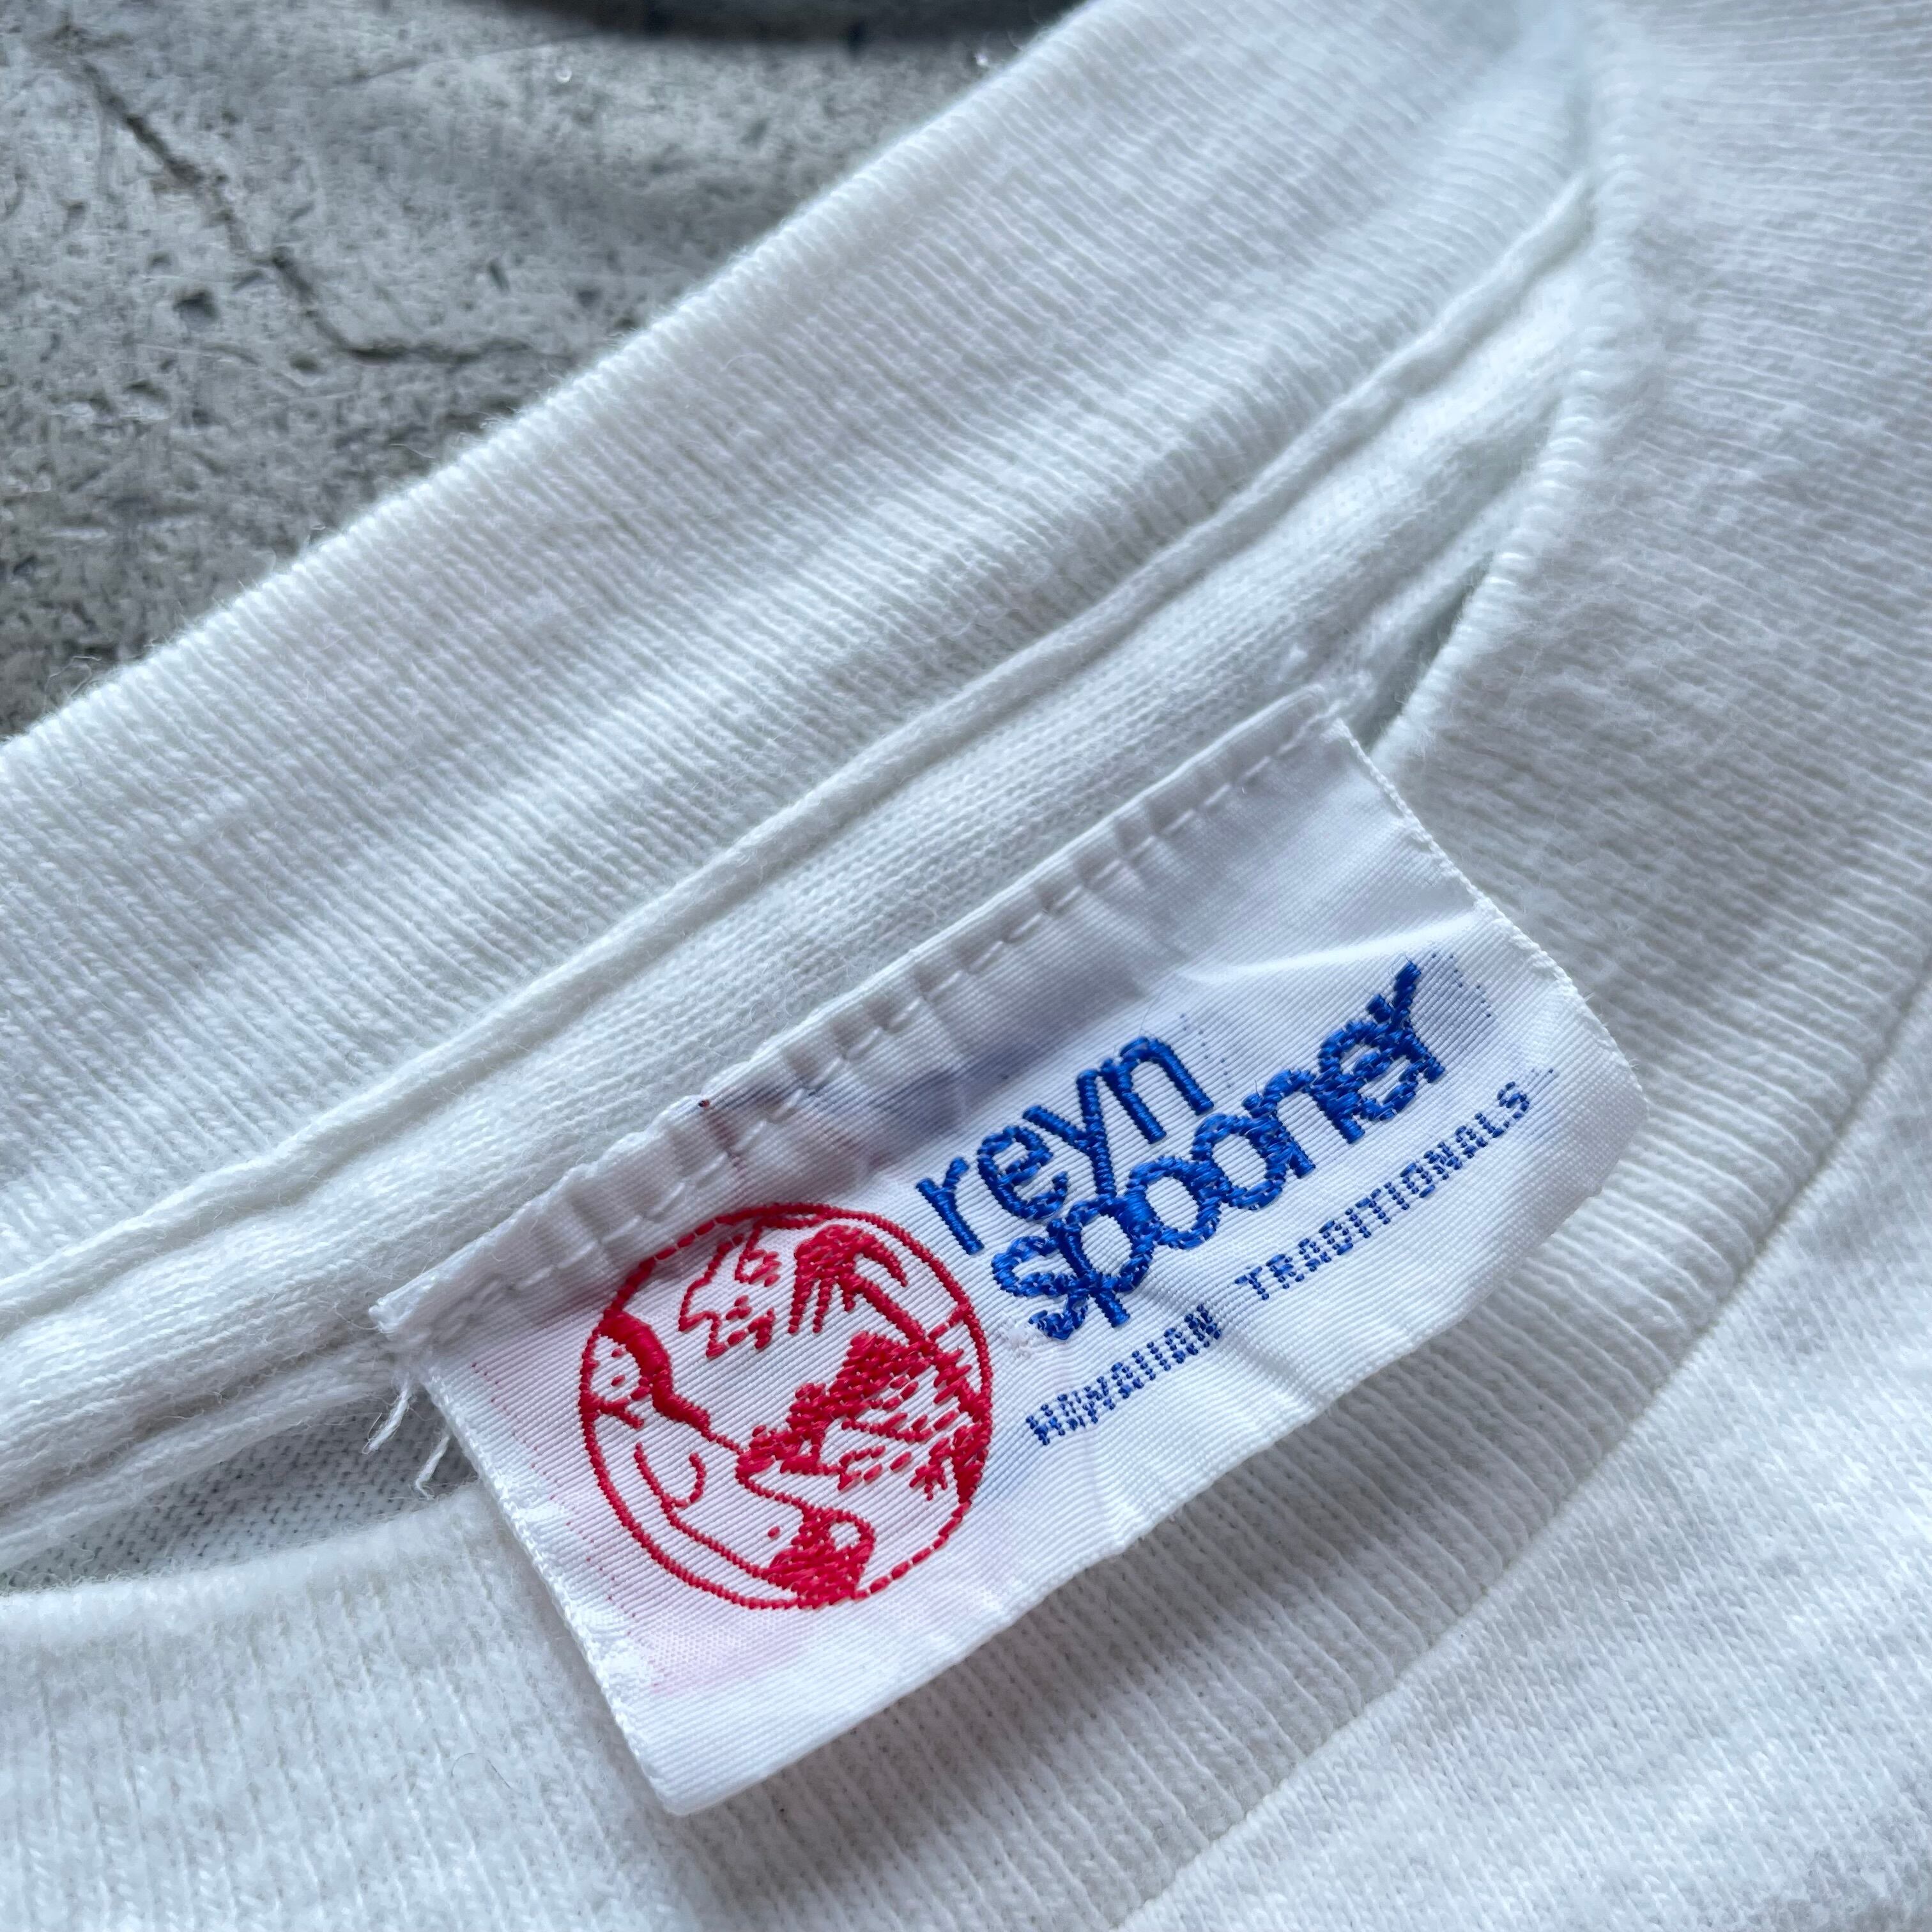 reyn
spooner
HAWAIIAN TRADITIONALS